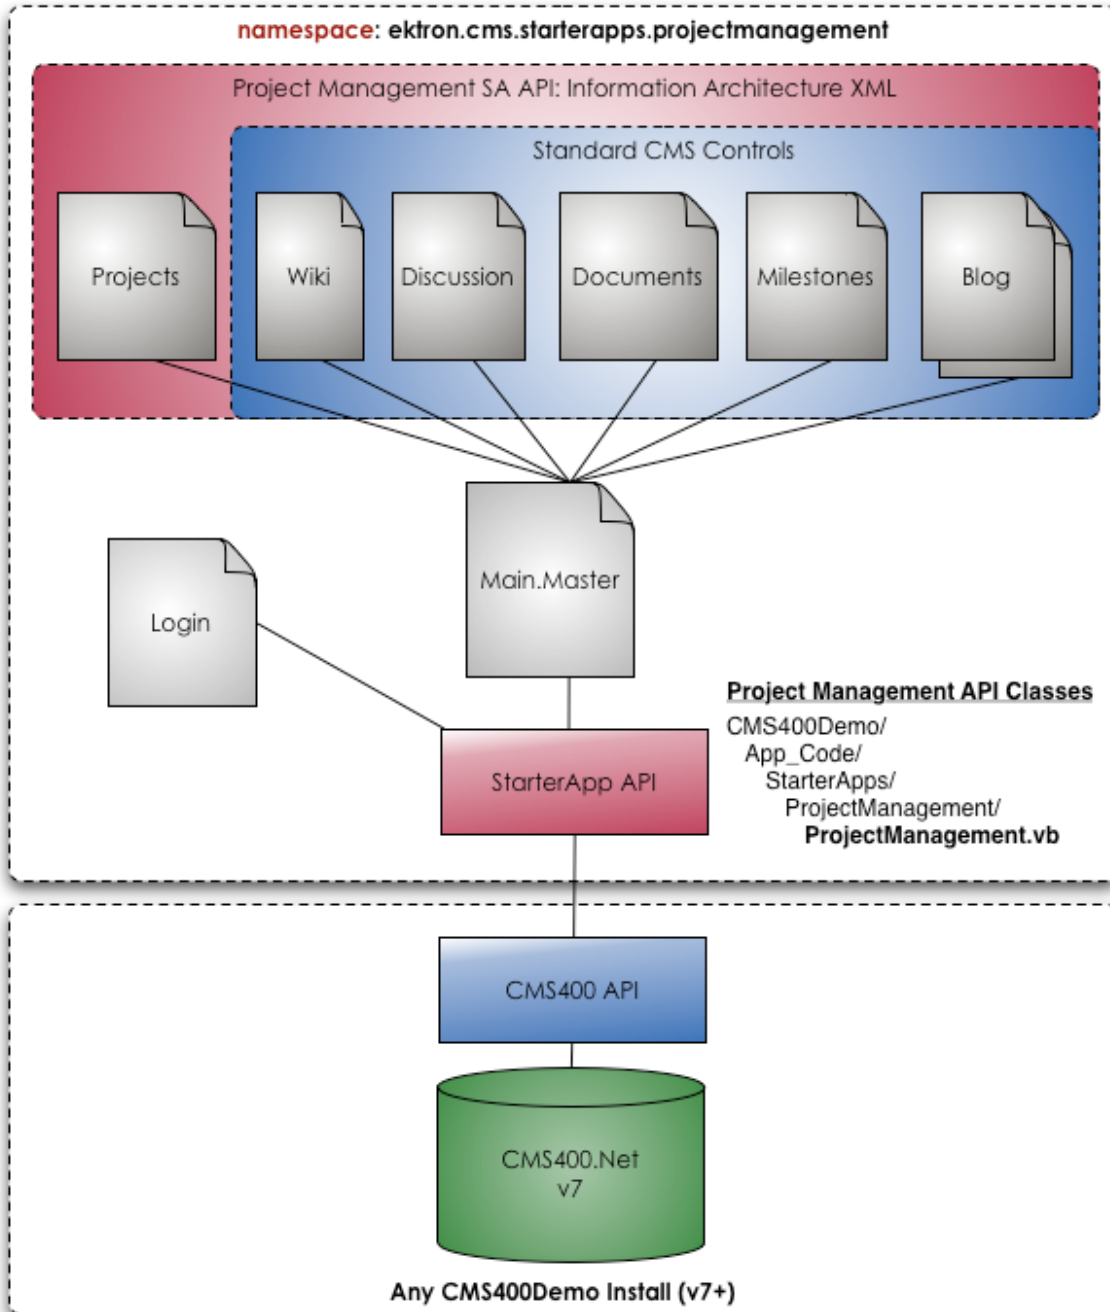 namespace: ektron.cms.starterapps.projectmanagement
Project Management SA API: Information Architecture XML
Standard CMS Controls
Projects
Wiki
Discussion
Documents
Milestones
Blog
Main.Master
Login
Project Management API Classes
CMS400Demo/
App_Code/
StarterApps/
ProjectManagement/
ProjectManagement.vb
StarterApp API
CMS400 API
CMS400.Net
v7
Any CMS400Demo Install (v7+)